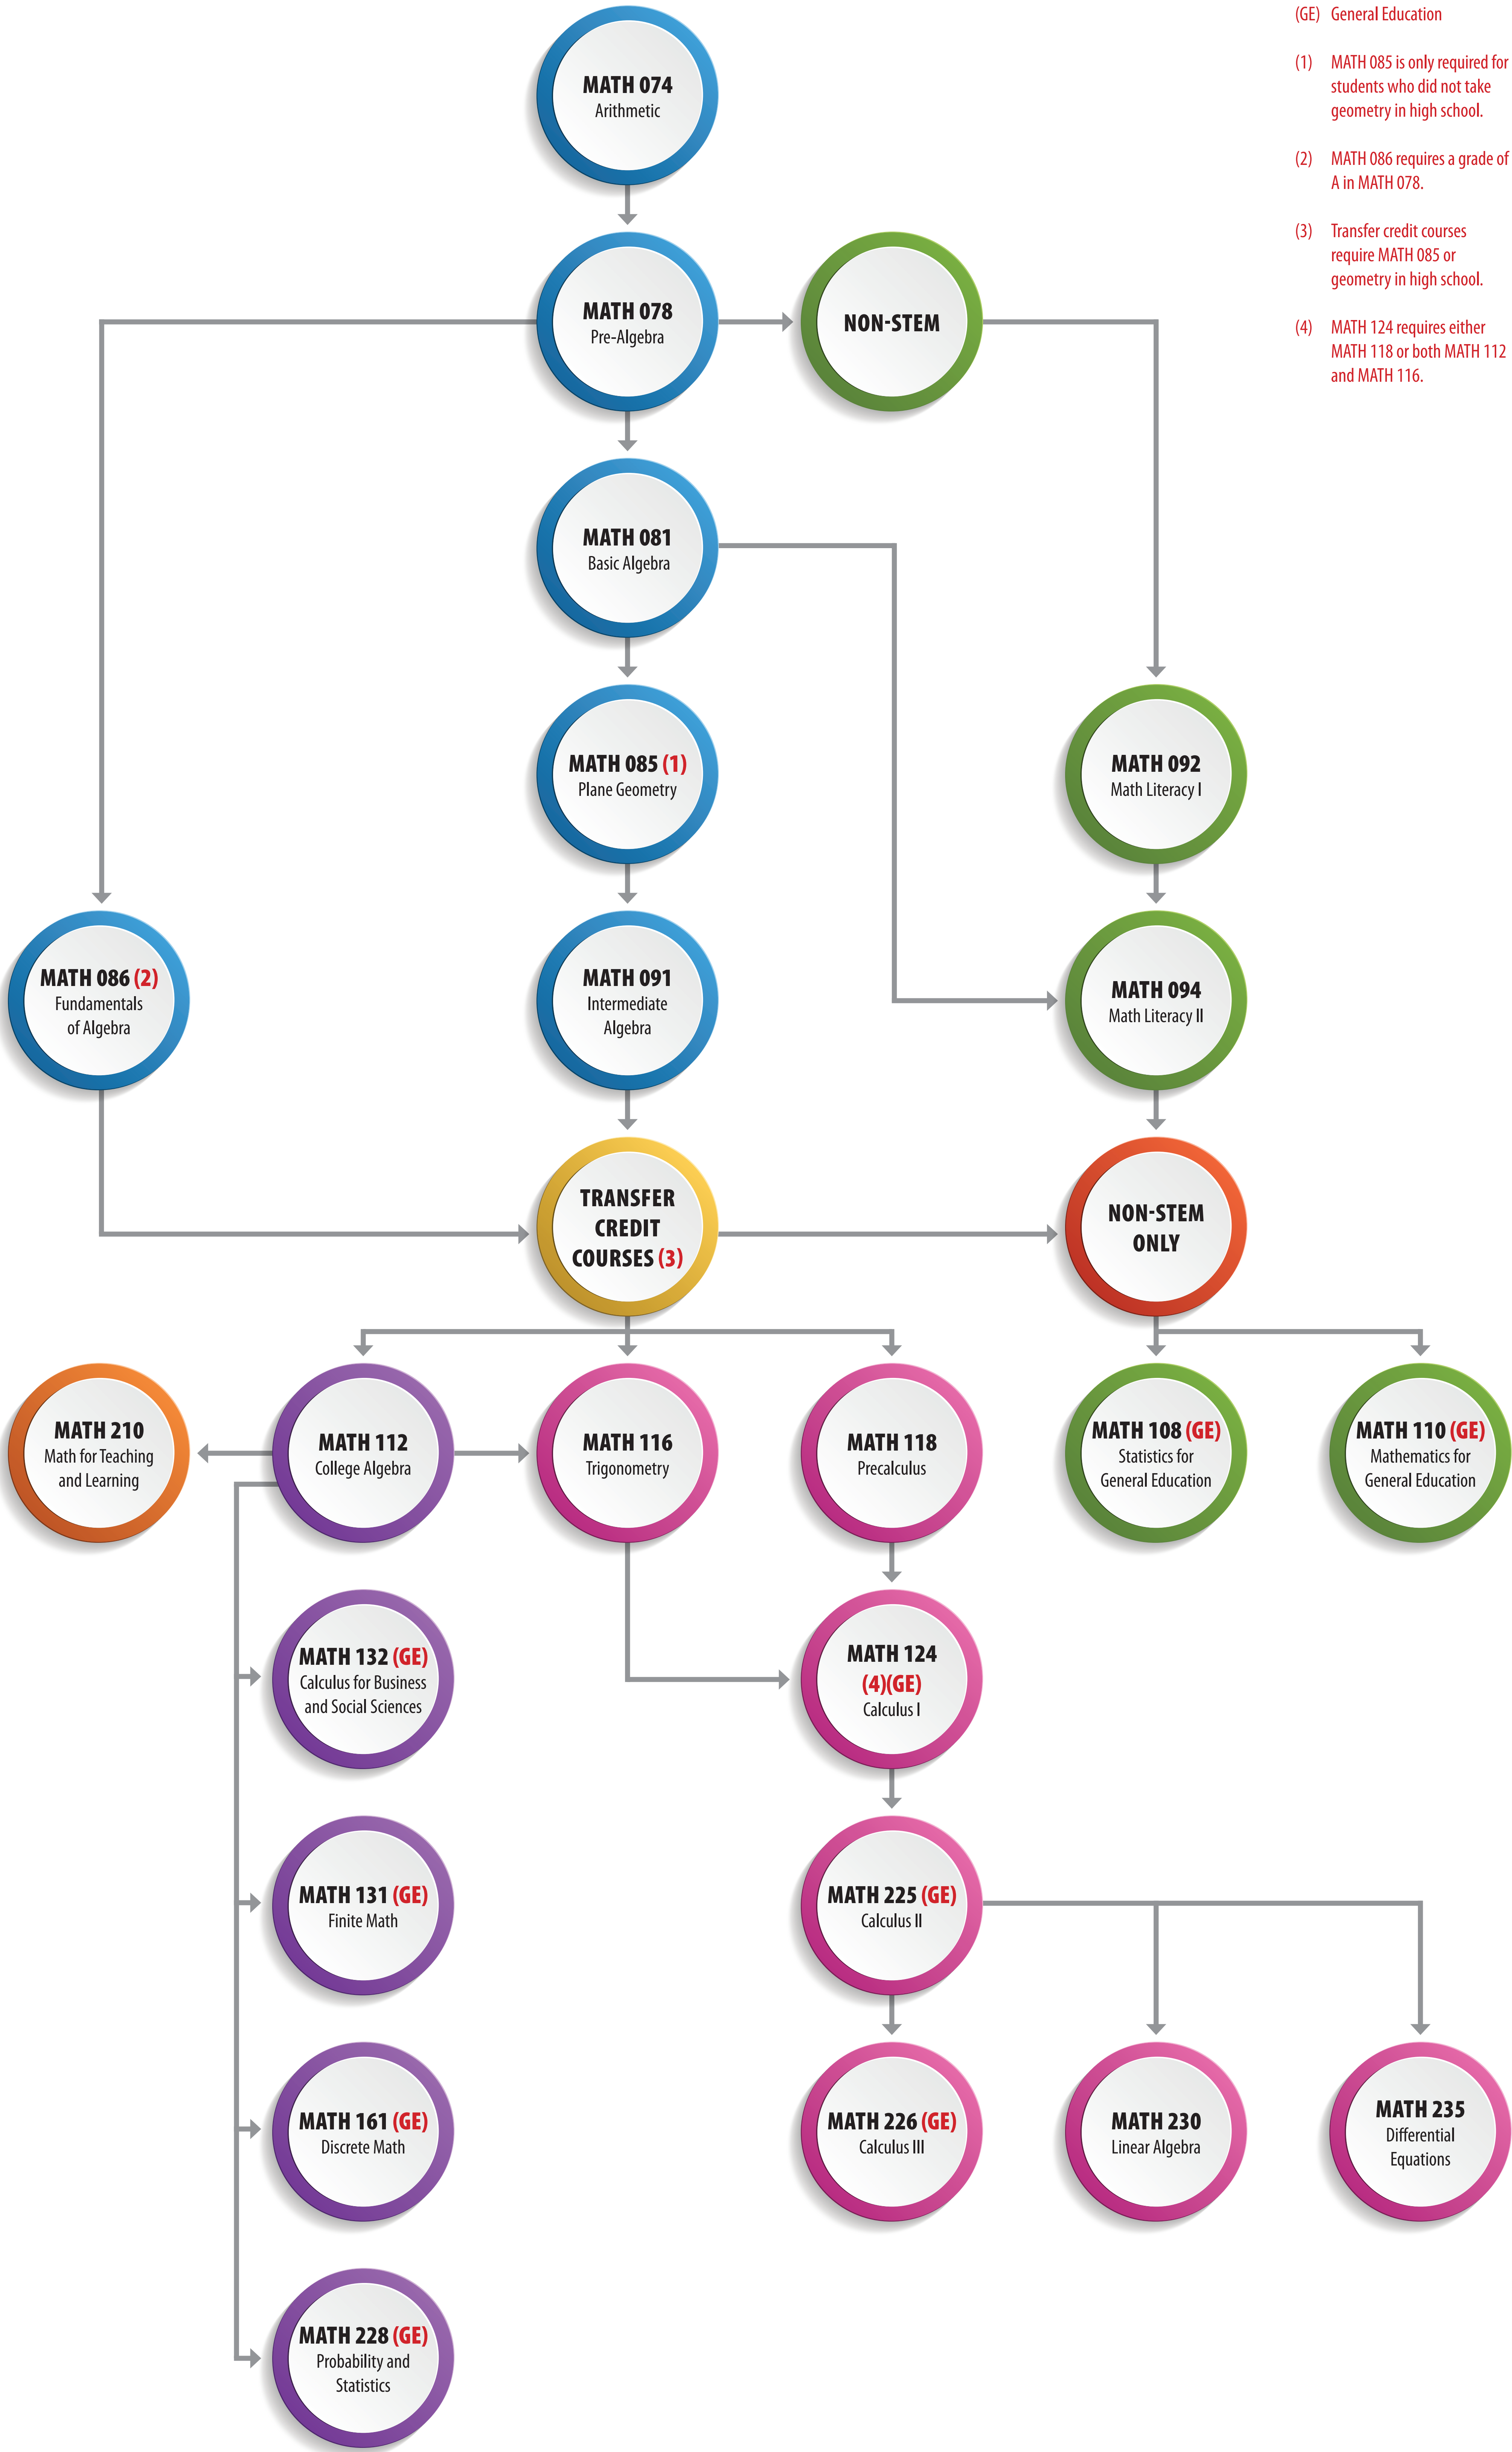 (GE) General Education
(1) MATH 085 is only required for
students who did not take
geometry in high school.
(2) MATH 086 requires a grade of
A in MATH 078.
(3) Transfer credit courses
require MATH 085 or
geometry in high school.
(4) MATH 124 requires either
MATH 118 or both MATH 112
and MATH 116.
MATH 074
Arithmetic
MATH 078
Pre-Algebra
NON-STEM
MATH 081
Basic Algebra
MATH 085 (1)
Plane Geometry
MATH 092
Math Literacy I
MATH 086 (2)
Fundamentals
of Algebra
MATH 091
Intermediate
Algebra
MATH 094
Math Literacy II
TRANSFER
CREDIT
COURSES (3)
NON-STEM
ONLY
MATH 210
Math for Teaching
and Learning
MATH 112
College Algebra
MATH 116
Trigonometry
MATH 118
Precalculus
MATH 108 (GE)
Statistics for
General Education
MATH 110 (GE)
Mathematics for
General Education
MATH 132 (GE)
Calculus for Business
and Social Sciences
MATH 124
(4)(GE)
Calculus I
MATH 131 (GE)
Finite Math
MATH 225 (GE)
Calculus II
MATH 161 (GE)
Discrete Math
MATH 226 (GE)
Calculus III
MATH 230
Linear Algebra
MATH 235
Differential
Equations
MATH 228 (GE)
Probability and
Statistics